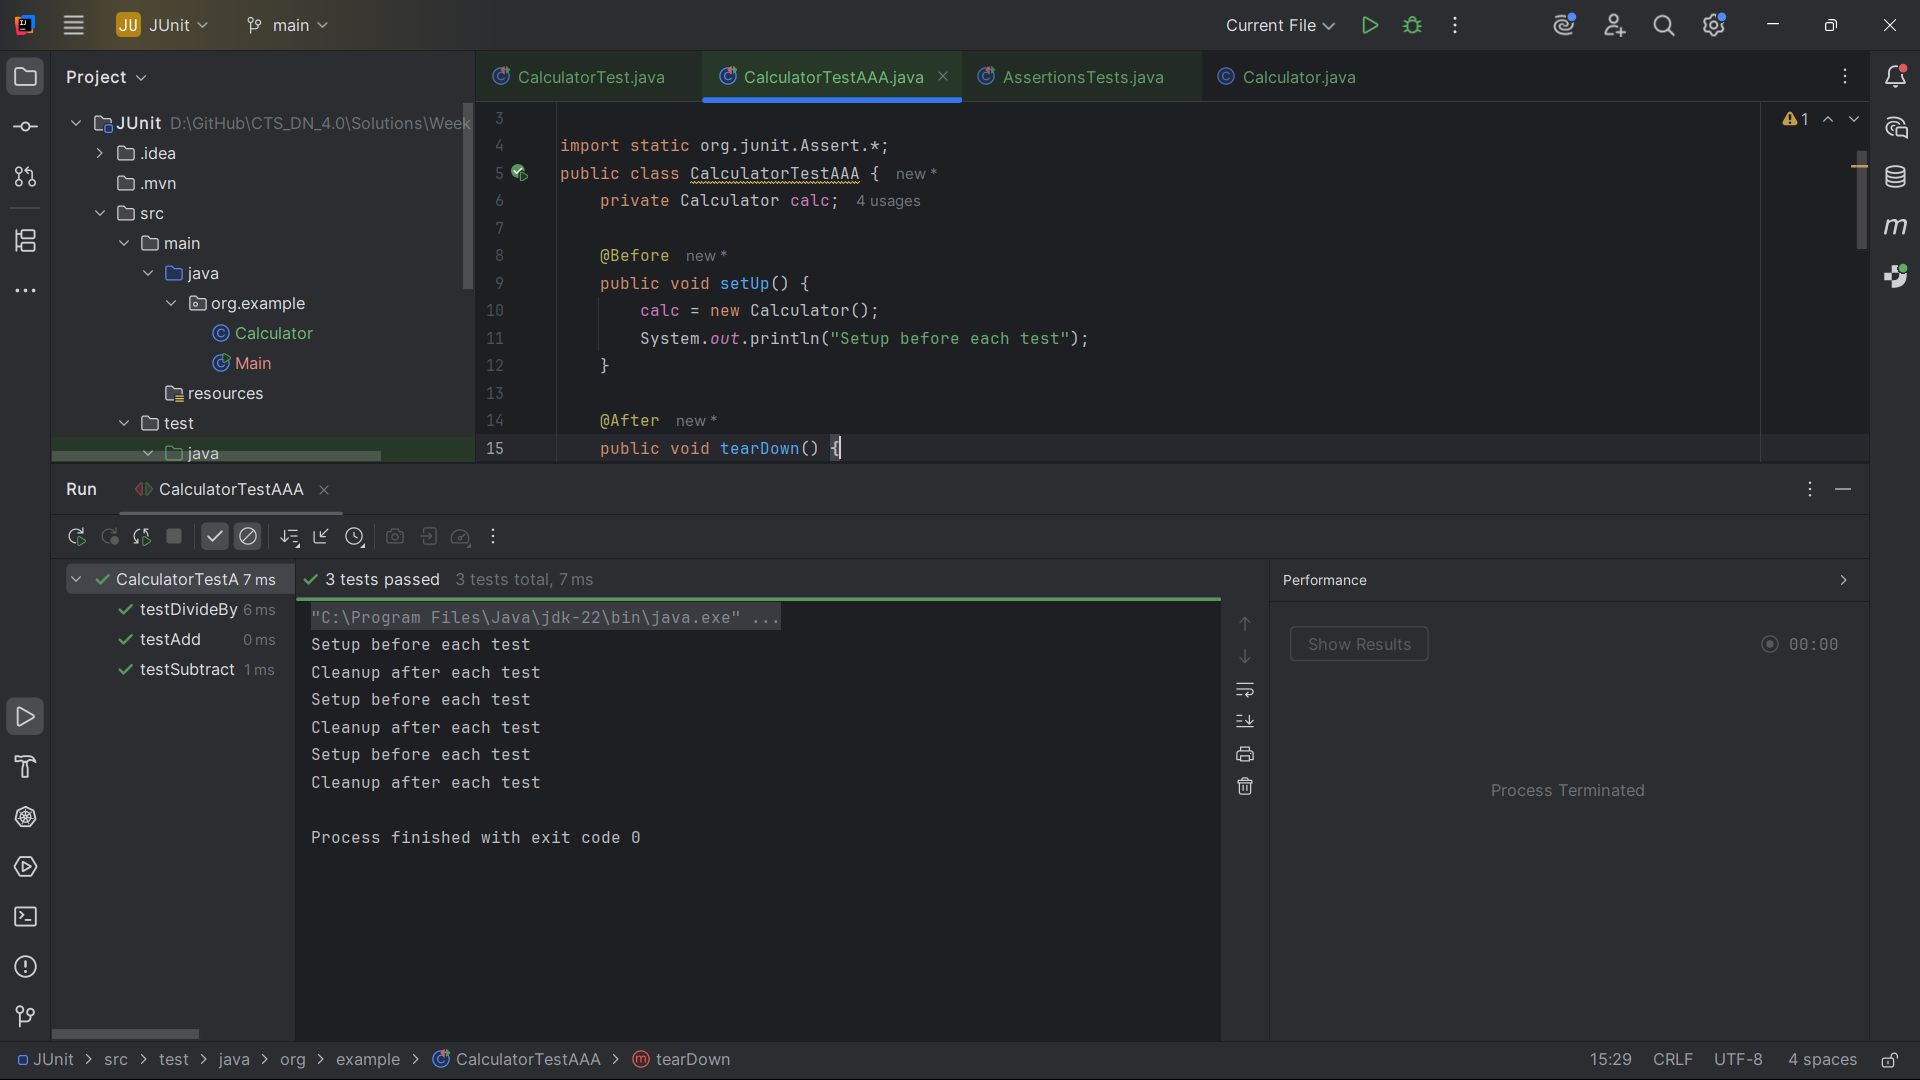 JU JUnit main Current File
Project
JUnit D:\GitHub\CTS_DN_4.0\Solutions\Week
.idea
.mvn
src
main
java
org.example
Calculator
Main
resources
test
java
CalculatorTest.java CalculatorTestAAA.java AssertionsTests.java Calculator.java
1
3
4 import static org.junit.Assert.*;
5 public class CalculatorTestAAA { new *
6 private Calculator calc; 4 usages
7
8 @Before new *
9 public void setUp() {
10 calc = new Calculator();
11 System.out.println("Setup before each test");
12 }
13
14 @After new *
15 public void tearDown() {
Run CalculatorTestAAA
CalculatorTestA 7 ms
testDivideBy 6 ms
testAdd 0 ms
testSubtract 1 ms
3 tests passed 3 tests total, 7 ms
"C:\Program Files\Java\jdk-22\bin\java.exe" ...
Setup before each test
Cleanup after each test
Setup before each test
Cleanup after each test
Setup before each test
Cleanup after each test
Process finished with exit code 0
Performance
Show Results 00:00
Process Terminated
JUnit > src > test > java > org > example > CalculatorTestAAA > tearDown
15:29 CRLF UTF-8 4 spaces